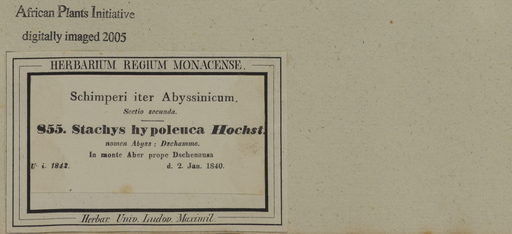 African Plants Initiative
digitally imaged 2005
HERBARIUM REGIUM MONACENSE.
Schimperi iter Abyssinicum.
Sectio secunda.
855. Stachys hypoleuca Hochst.
nomen Abyss: Dschamme.
In monte Aber prope Dschenausa
U. i. 1842. d. 2. Jan. 1840.
Herbar. Univ. Ludov. Maximil.